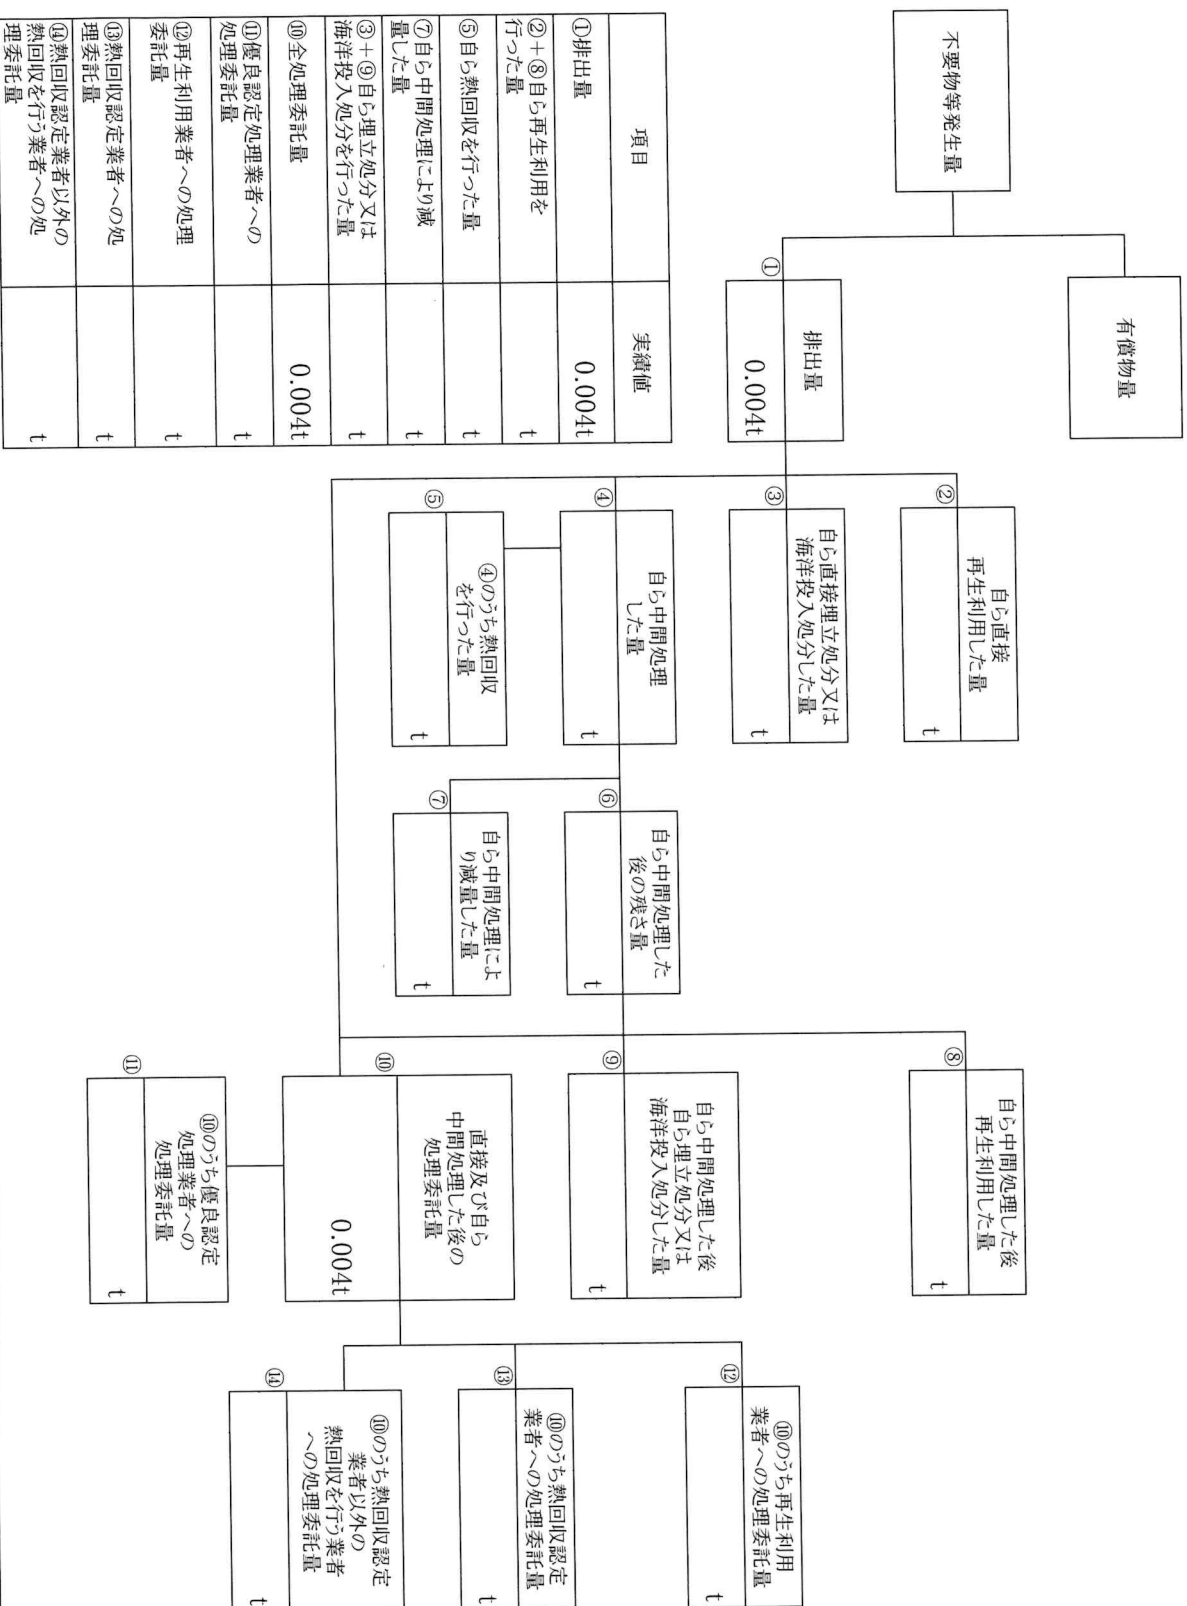 不要物等発生量
有償物量
①
排出量
0.004t
②
自ら直接
再生利用した量
t
③
自ら直接埋立処分又は
海洋投入処分した量
t
④
自ら中間処理
した量
t
⑤
④のうち熱回収
を行った量
t
⑥
自ら中間処理した
後の残さ量
t
⑦
自ら中間処理によ
り減量した量
t
⑧
自ら中間処理した後
再生利用した量
t
⑨
自ら中間処理した後
自ら埋立処分又は
海洋投入処分した量
t
⑩
直接及び自ら
中間処理した後の
処理委託量
0.004t
⑪
⑩のうち優良認定
処理業者への
処理委託量
t
⑫
⑩のうち再生利用
業者への処理委託量
t
⑬
⑩のうち熱回収認定
業者への処理委託量
t
⑭
⑩のうち熱回収認定
業者以外の
熱回収を行う業者
への処理委託量
t
項目
実績値
①排出量
0.004t
②+⑧自ら再生利用を
行った量
t
⑤自ら熱回収を行った量
t
⑦自ら中間処理により減
量した量
t
③+⑨自ら埋立処分又は
海洋投入処分を行った量
t
⑩全処理委託量
0.004t
⑪優良認定処理業者への
処理委託量
t
⑫再生利用業者への処理
委託量
t
⑬熱回収認定業者への処
理委託量
t
⑭熱回収認定業者以外の
熱回収を行う業者への処
理委託量
t